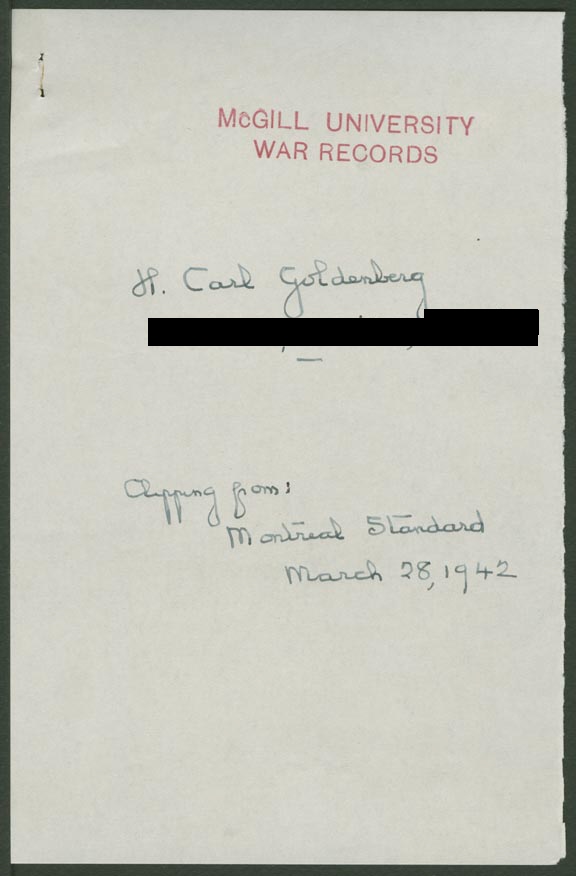 McGILL UNIVERSITY
WAR RECORDS
H. Carl Goldenberg
Clipping from:
Montreal Standard
March 28, 1942